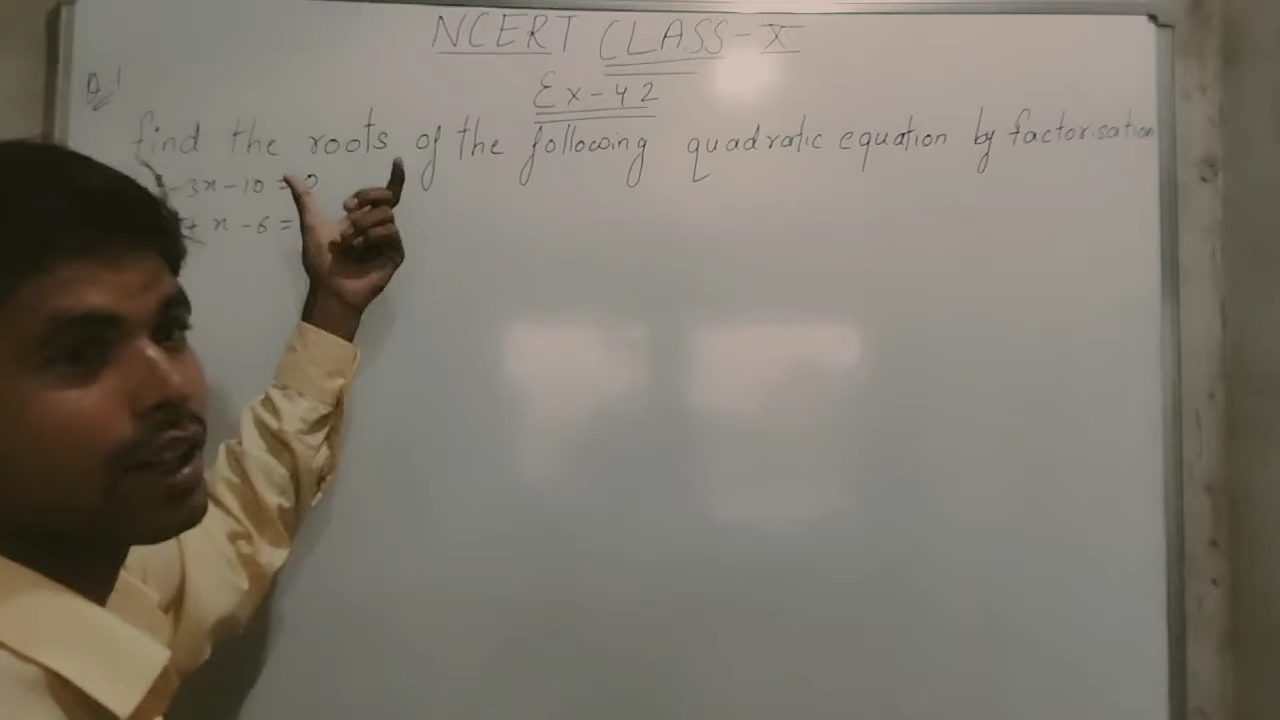 NCERT CLASS-X
Ex-4.2
Q.1
find the roots of the following quadratic equation by factorisation
-3x-10=0
+ x -6 =